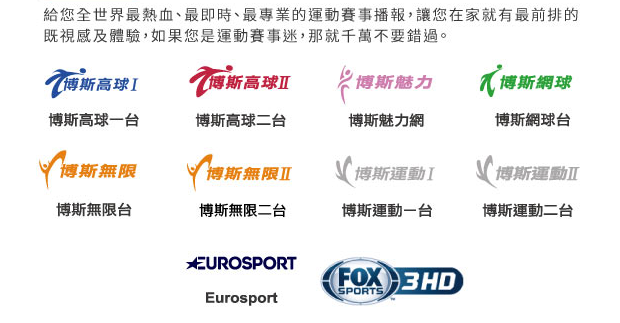 給您全世界最熱血、最即時、最專業的運動賽事播報，讓您在家就有最前排的
既視感及體驗，如果您是運動賽事迷，那就千萬不要錯過。
博斯高球I 博斯高球II 博斯魅力 博斯網球
博斯高球一台 博斯高球二台 博斯魅力網 博斯網球台
博斯無限 博斯無限II 博斯運動I 博斯運動II
博斯無限台 博斯無限二台 博斯運動一台 博斯運動二台
EUROSPORT FOX SPORTS 3HD
Eurosport